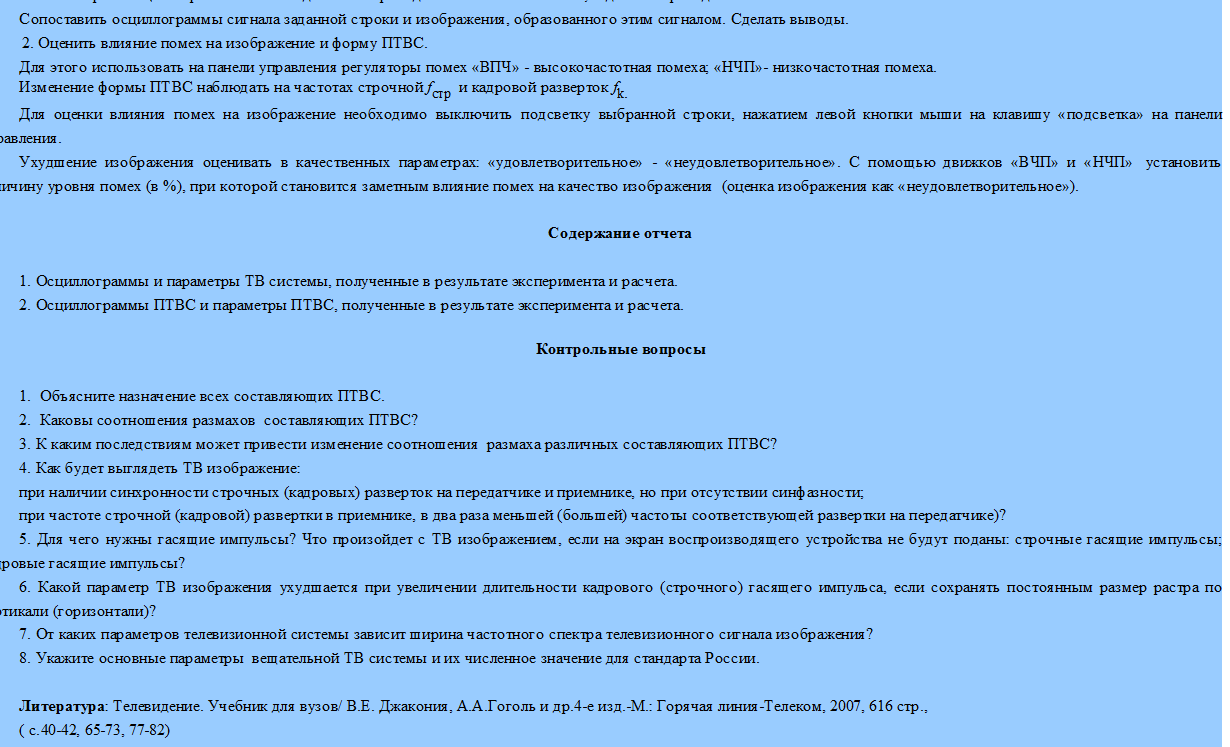 Сопоставить осциллограммы сигнала заданной строки и изображения, образованного этим сигналом. Сделать выводы.
2. Оценить влияние помех на изображение и форму ПТВС.
Для этого использовать на панели управления регуляторы помех «ВПЧ» - высокочастотная помеха; «НЧП»- низкочастотная помеха.
Изменение формы ПТВС наблюдать на частотах строчной fстр и кадровой разверток fk.
Для оценки влияния помех на изображение необходимо выключить подсветку выбранной строки, нажатием левой кнопки мыши на клавишу «подсветка» на панели
равления.
Ухудшение изображения оценивать в качественных параметрах: «удовлетворительное» - «неудовлетворительное». С помощью движков «ВЧП» и «НЧП» установить
ичину уровня помех (в %), при которой становится заметным влияние помех на качество изображения (оценка изображения как «неудовлетворительное»).
Содержание отчета
1. Осциллограммы и параметры ТВ системы, полученные в результате эксперимента и расчета.
2. Осциллограммы ПТВС и параметры ПТВС, полученные в результате эксперимента и расчета.
Контрольные вопросы
1. Объясните назначение всех составляющих ПТВС.
2. Каковы соотношения размахов составляющих ПТВС?
3. К каким последствиям может привести изменение соотношения размаха различных составляющих ПТВС?
4. Как будет выглядеть ТВ изображение:
при наличии синхронности строчных (кадровых) разверток на передатчике и приемнике, но при отсутствии синфазности;
при частоте строчной (кадровой) развертки в приемнике, в два раза меньшей (большей) частоты соответствующей развертки на передатчике)?
5. Для чего нужны гасящие импульсы? Что произойдет с ТВ изображением, если на экран воспроизводящего устройства не будут поданы: строчные гасящие импульсы;
дровые гасящие импульсы?
6. Какой параметр ТВ изображения ухудшается при увеличении длительности кадрового (строчного) гасящего импульса, если сохранять постоянным размер растра по
ртикали (горизонтали)?
7. От каких параметров телевизионной системы зависит ширина частотного спектра телевизионного сигнала изображения?
8. Укажите основные параметры вещательной ТВ системы и их численное значение для стандарта России.
Литература: Телевидение. Учебник для вузов/ В.Е. Джакония, А.А.Гоголь и др.4-е изд.-М.: Горячая линия-Телеком, 2007, 616 стр.,
( с.40-42, 65-73, 77-82)